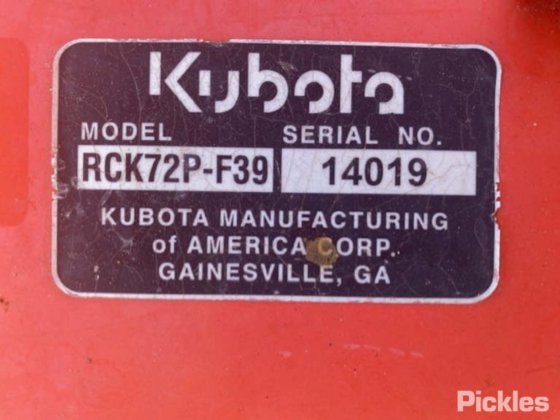 Kubota
MODEL SERIAL NO.
RCK72P-F39 14019
KUBOTA MANUFACTURING
of AMERICA CORP.
GAINESVILLE, GA
Pickles